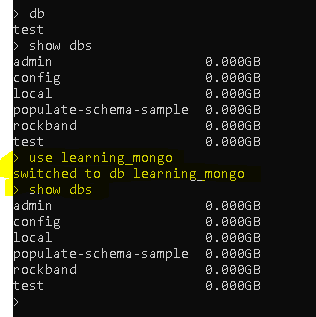 > db
test
> show dbs
admin 0.000GB
config 0.000GB
local 0.000GB
populate-schema-sample 0.000GB
rockband 0.000GB
test 0.000GB
> use learning_mongo
switched to db learning_mongo
> show dbs
admin 0.000GB
config 0.000GB
local 0.000GB
populate-schema-sample 0.000GB
rockband 0.000GB
test 0.000GB
>